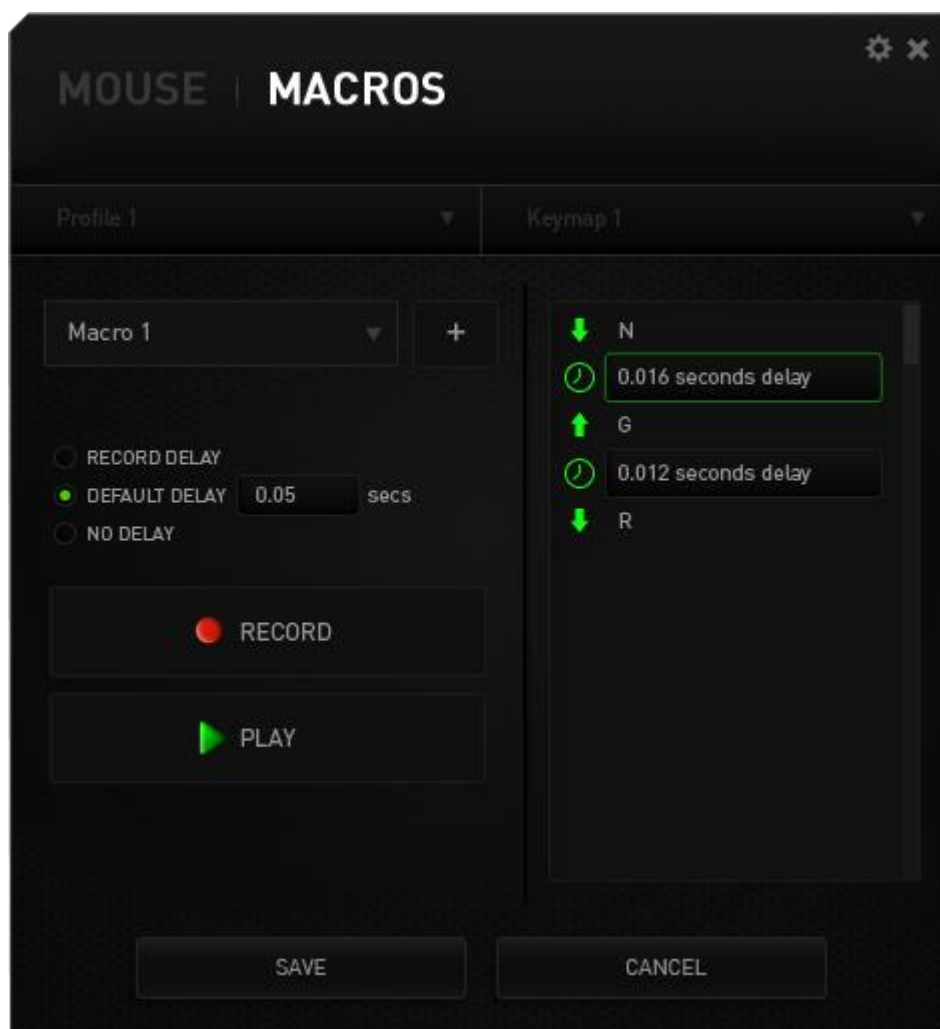 MOUSE | MACROS
Profile 1
Keymap 1
Macro 1
+
RECORD DELAY
DEFAULT DELAY 0.05 secs
NO DELAY
RECORD
PLAY
N
0.016 seconds delay
G
0.012 seconds delay
R
SAVE
CANCEL